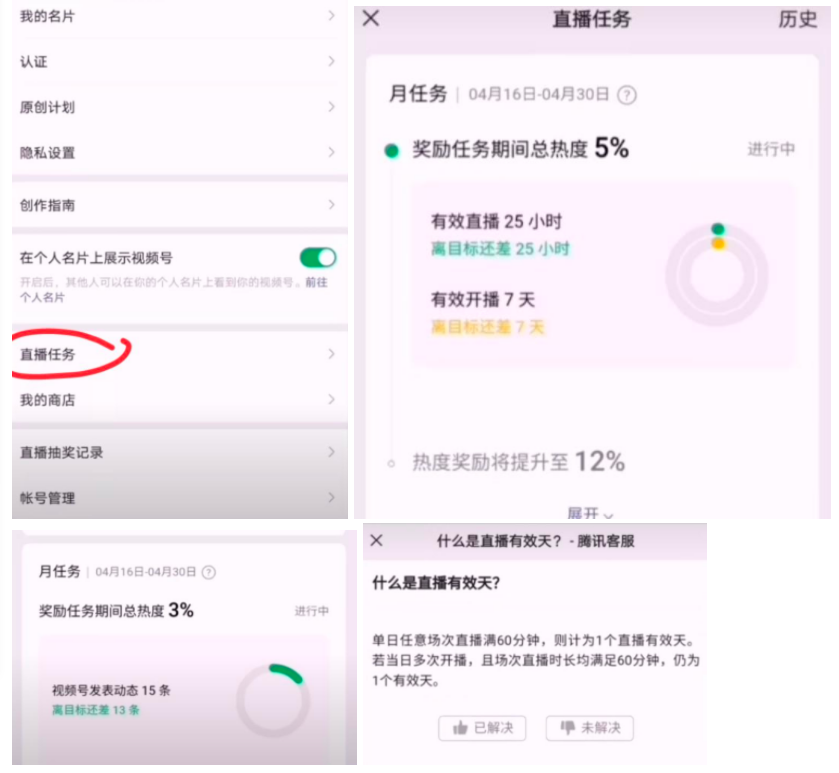 我的名片
认证
原创计划
隐私设置
创作指南
在个人名片上展示视频号
开启后，其他人可以在你的个人名片上看到你的视频号。前往
个人名片
直播任务
我的商店
直播抽奖记录
帐号管理
直播任务
历史
月任务 | 04月16日-04月30日
奖励任务期间总热度 5%
进行中
有效直播 25 小时
离目标还差 25 小时
有效开播 7 天
离目标还差 7 天
热度奖励将提升至 12%
展开
月任务 | 04月16日-04月30日
奖励任务期间总热度 3%
进行中
视频号发表动态 15 条
离目标还差 13 条
什么是直播有效天？- 腾讯客服
什么是直播有效天？
单日任意场次直播满60分钟，则计为1个直播有效天。
若当日多次开播，且场次直播时长均满足60分钟，仍为
1个有效天。
已解决
未解决